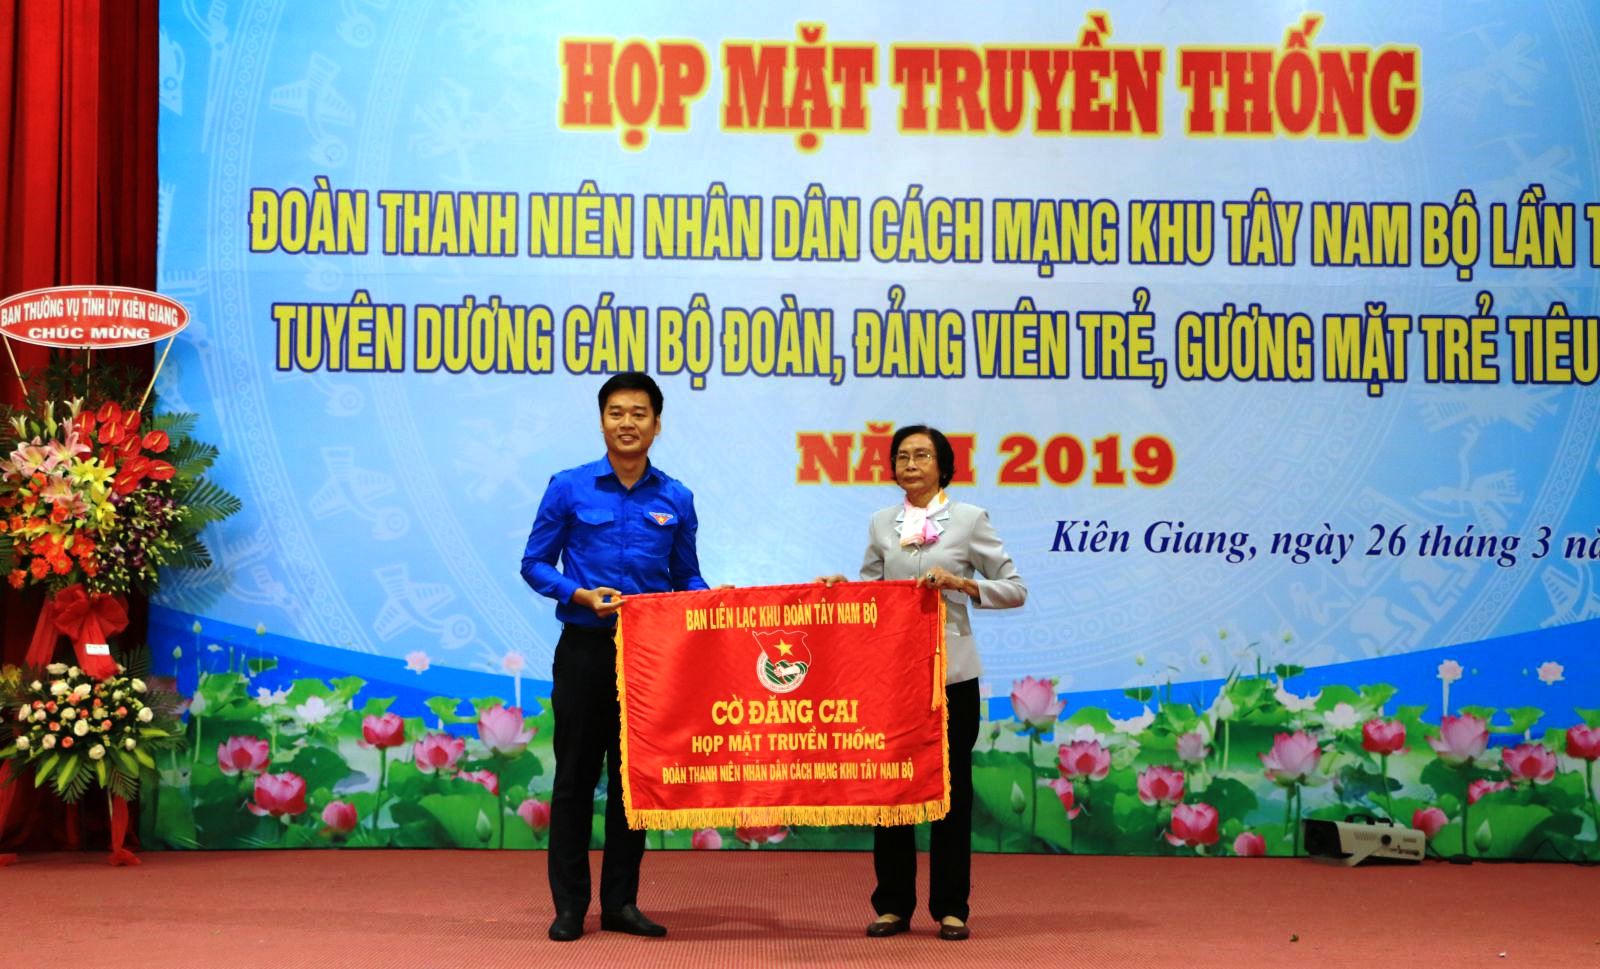 HỌP MẶT TRUYỀN THỐNG
ĐOÀN THANH NIÊN NHÂN DÂN CÁCH MẠNG KHU TÂY NAM BỘ LẦN
TUYÊN DƯƠNG CÁN BỘ ĐOÀN, ĐẢNG VIÊN TRẺ, GƯƠNG MẶT TRẺ TIÊU
NĂM 2019
Kiên Giang, ngày 26 tháng 3
BAN THƯỜNG VỤ TỈNH ỦY KIÊN GIANG
CHÚC MỪNG
BAN LIÊN LẠC KHU ĐOÀN TÂY NAM BỘ
CỜ ĐĂNG CAI
HỌP MẶT TRUYỀN THỐNG
ĐOÀN THANH NIÊN NHÂN DÂN CÁCH MẠNG KHU TÂY NAM BỘ